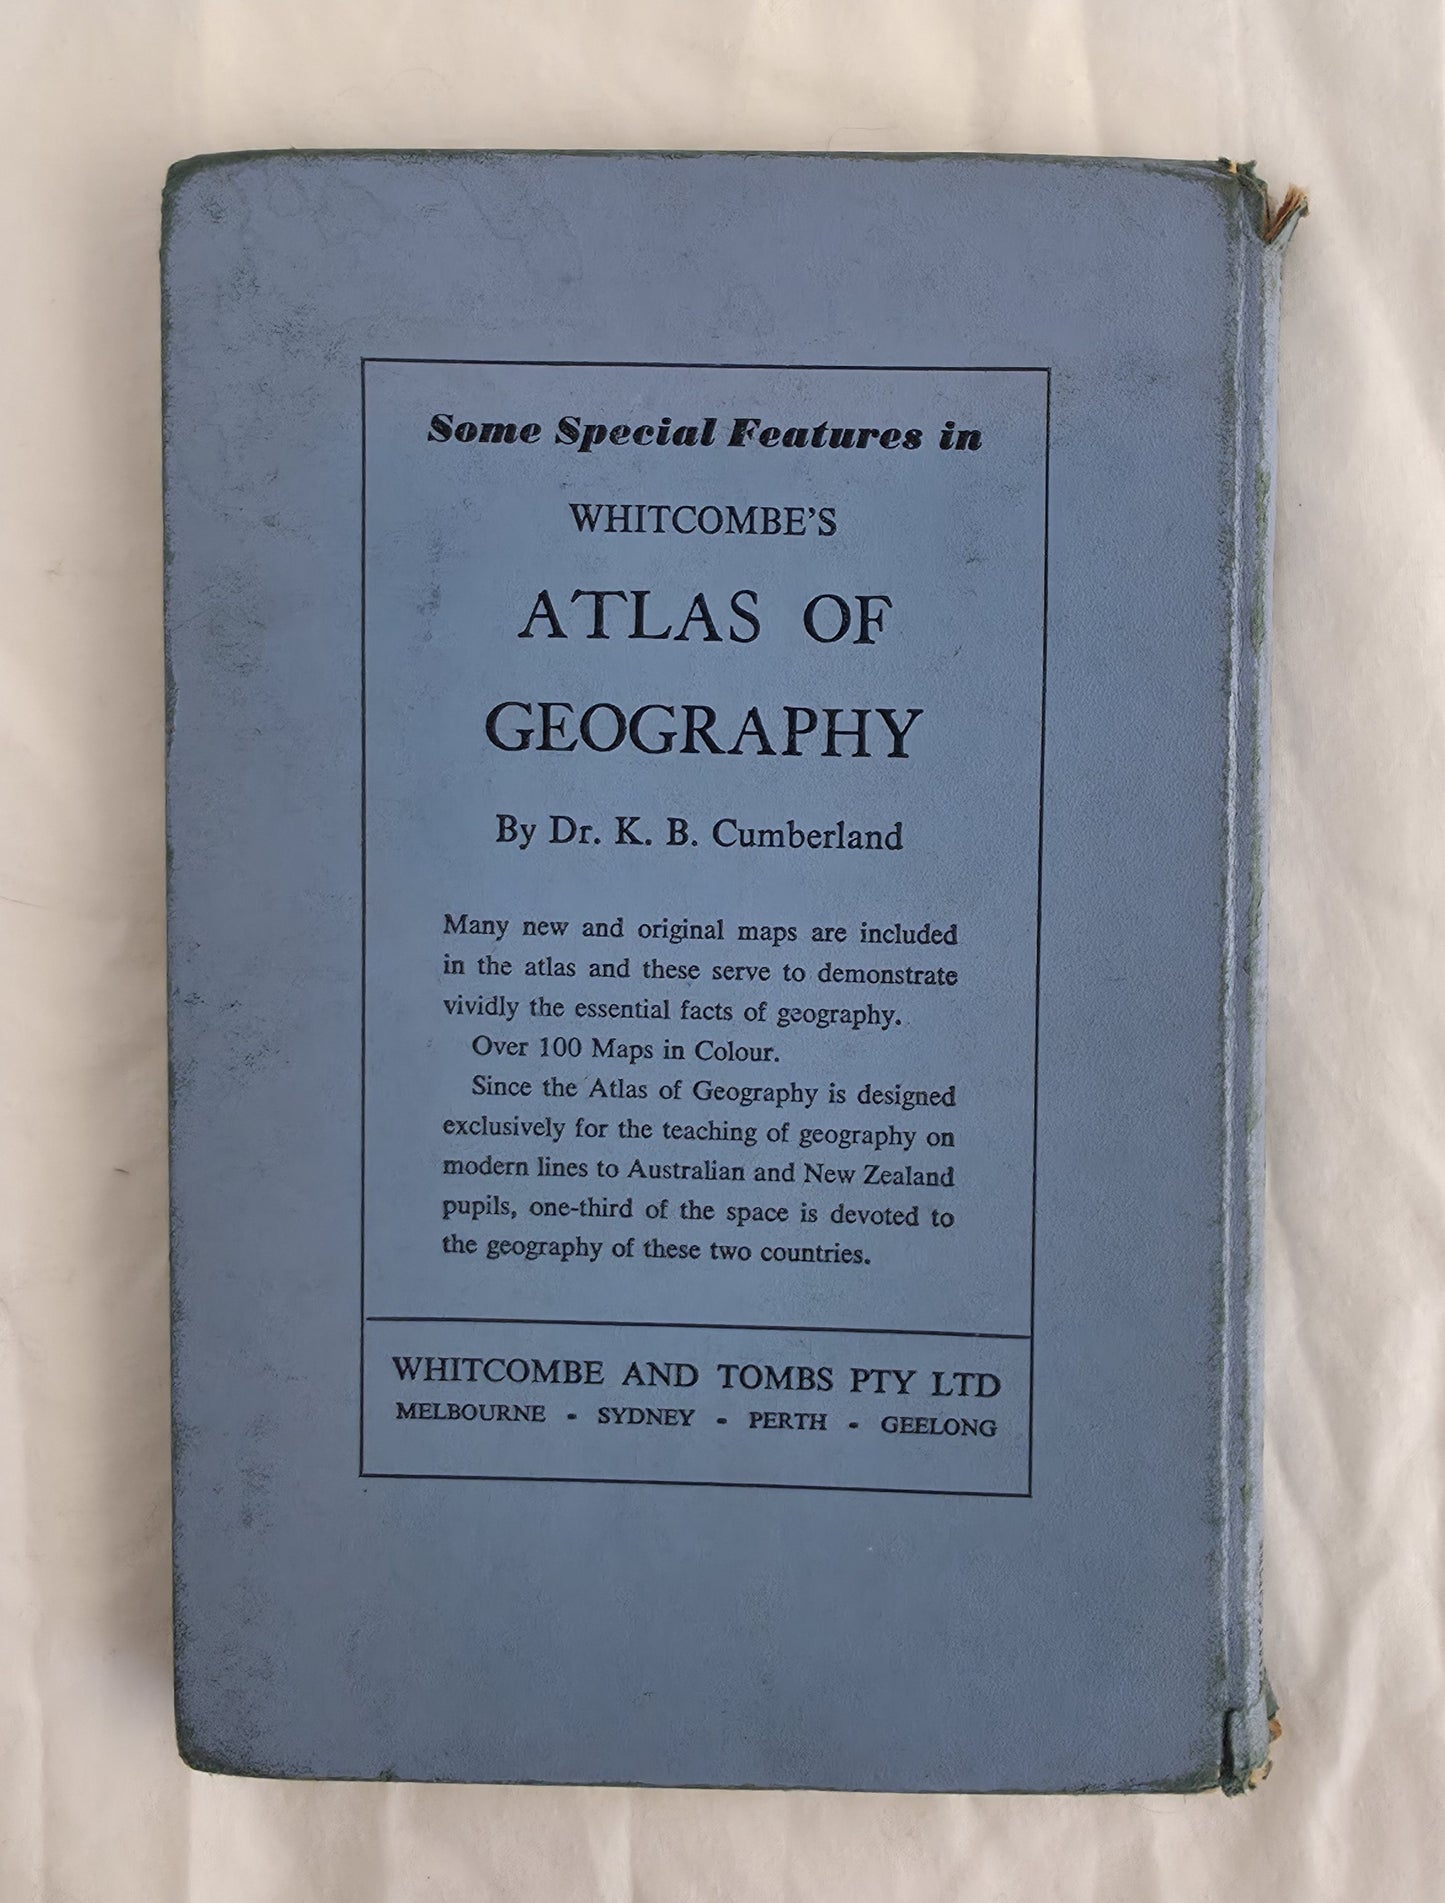 Some Special Features in
WHITCOMBE'S
ATLAS OF
GEOGRAPHY
By Dr. K. B. Cumberland
Many new and original maps are included
in the atlas and these serve to demonstrate
vividly the essential facts of geography.
Over 100 Maps in Colour.
Since the Atlas of Geography is designed
exclusively for the teaching of geography on
modern lines to Australian and New Zealand
pupils, one-third of the space is devoted to
the geography of these two countries.
WHITCOMBE AND TOMBS PTY LTD
MELBOURNE - SYDNEY - PERTH - GEELONG